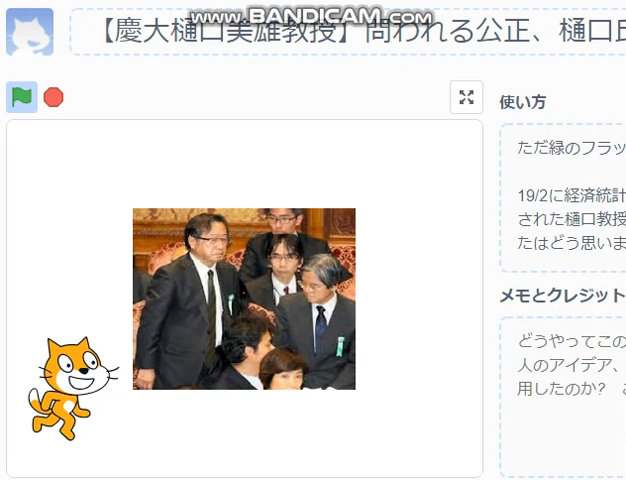 www.BANDICAM.com
【慶大樋口美雄教授】問われる公正、樋口氏
使い方
ただ緑のフラッ
19/2に経済統計
された樋口教授
たはどう思いま
メモとクレジット
どうやってこの
人のアイデア、
用したのか? こ